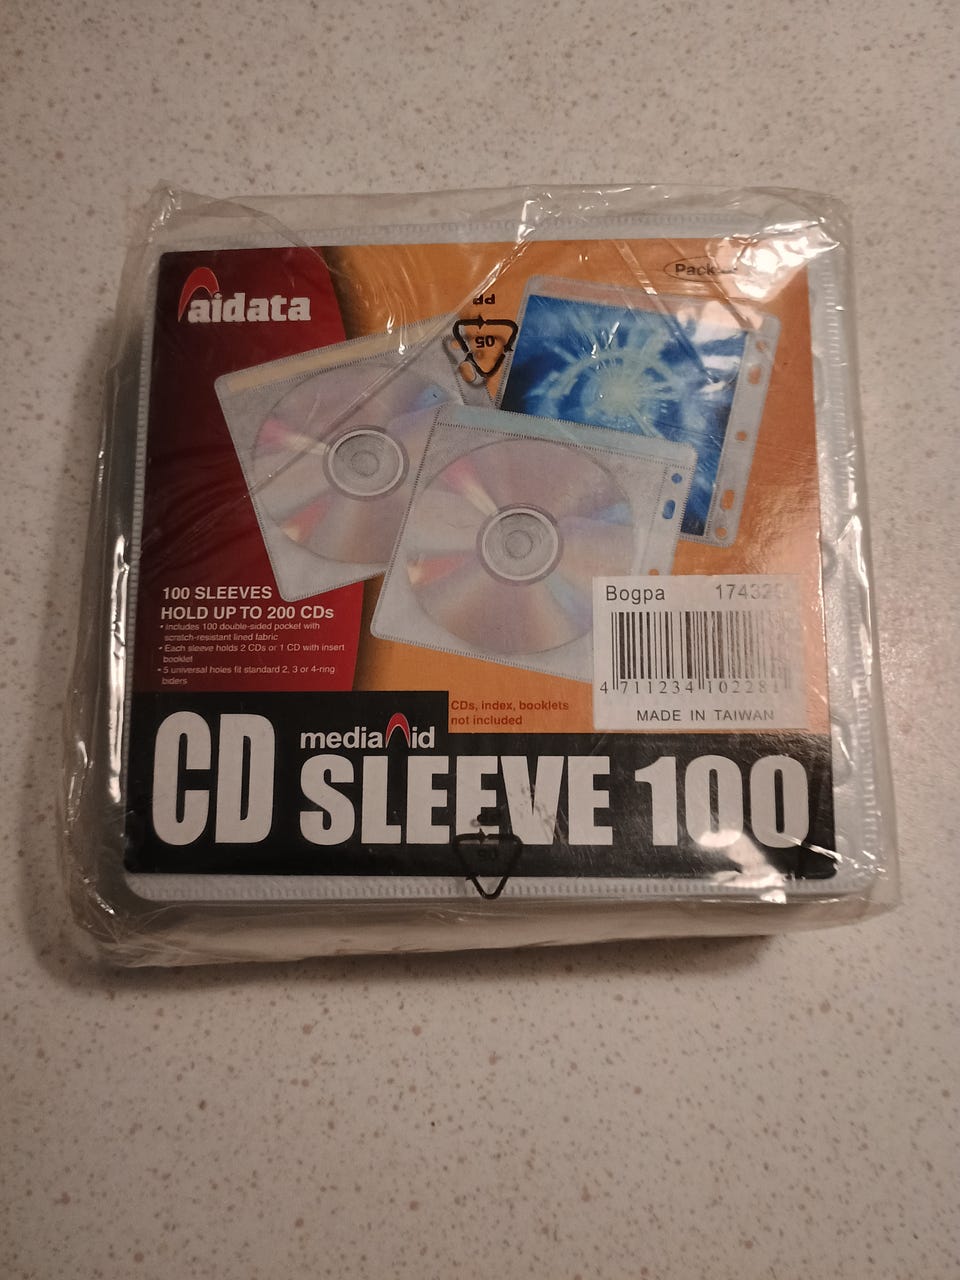 aidata
PP
05
100 SLEEVES
HOLD UP TO 200 CDs
• includes 100 double-sided pocket with
scratch-resistant lined fabric
• Each sleeve holds 2 CDs or 1 CD with insert
booklet
• 5 universal holes fit standard 2, 3 or 4-ring
biders
Bogpa
4 711234 102281
MADE IN TAIWAN
CDs, index, booklets
not included
mediaAid
CD SLEEVE 100
05